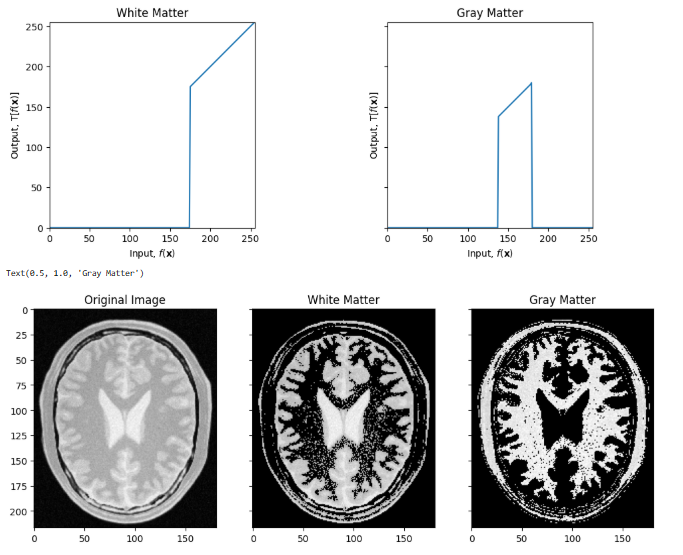 White Matter
Gray Matter
250
200
150
100
50
0
Output, T[f(x)]
0 50 100 150 200 250
Input, f(x)
Output, T[f(x)]
0 50 100 150 200 250
Input, f(x)
Text(0.5, 1.0, 'Gray Matter')
Original Image
White Matter
Gray Matter
0
25
50
75
100
125
150
175
200
0 50 100 150
0 50 100 150
0 50 100 150